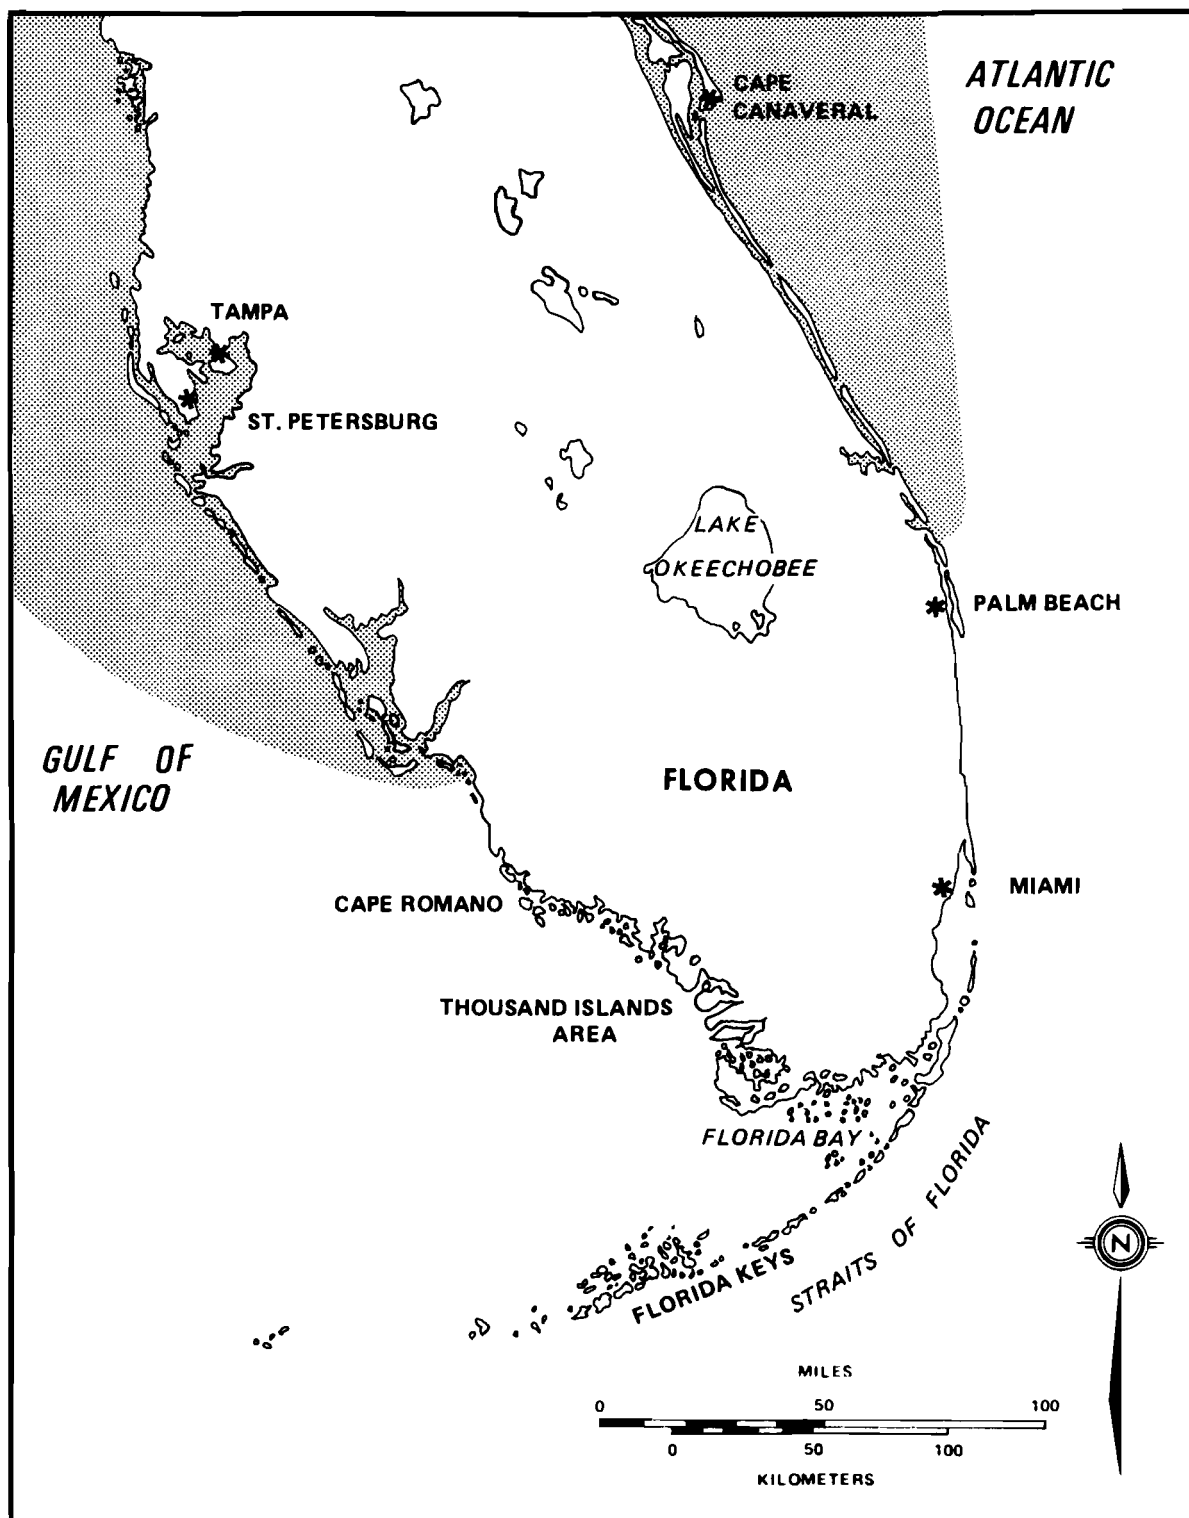 ATLANTIC
OCEAN
CAPE
CANAVERAL
TAMPA
ST. PETERSBURG
LAKE
OKEECHOBEE
PALM BEACH
GULF OF
MEXICO
FLORIDA
CAPE ROMANO
MIAMI
THOUSAND ISLANDS
AREA
FLORIDA BAY
STRAITS OF FLORIDA
FLORIDA KEYS
N
MILES
0 50 100
0 50 100
KILOMETERS